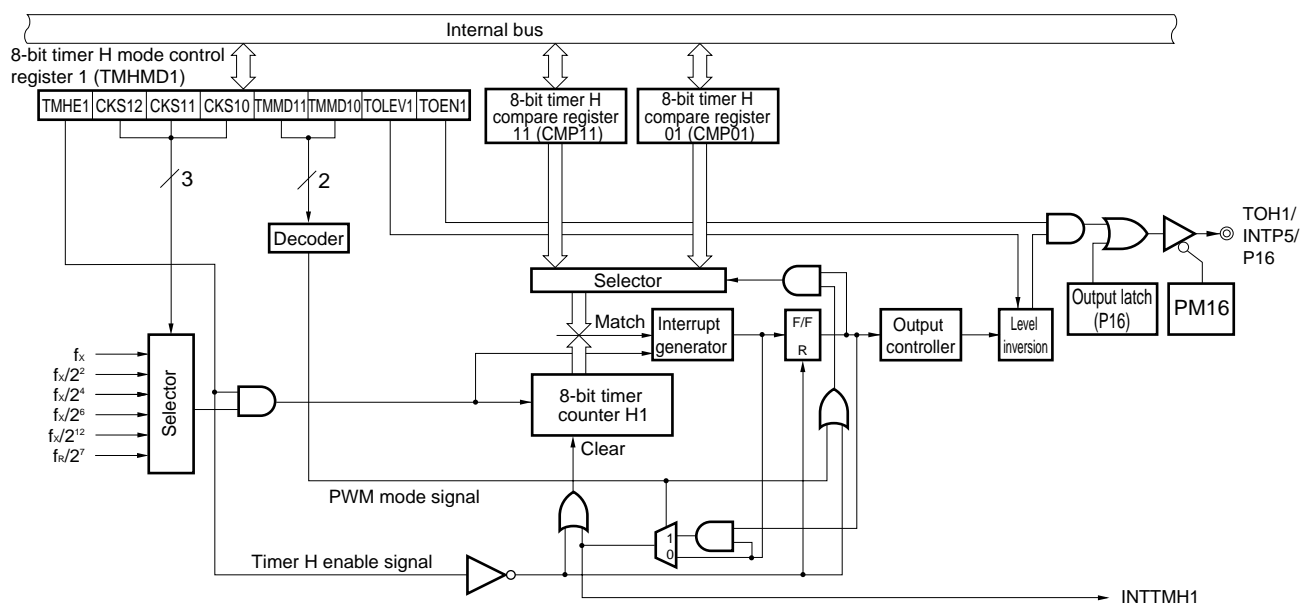 Internal bus
8-bit timer H mode control
register 1 (TMHMD1)
TMHE1 CKS12 CKS11 CKS10 TMMD11 TMMD10 TOLEV1 TOEN1
8-bit timer H
compare register
11 (CMP11)
8-bit timer H
compare register
01 (CMP01)
3
2
Decoder
TOH1/
INTP5/
P16
Selector
Output latch
(P16)
PM16
Match
Interrupt
generator
F/F
R
Output
controller
Level
inversion
fX
fX/2²
fX/2⁴
fX/2⁶
fX/2¹²
fR/2⁷
Selector
8-bit timer
counter H1
Clear
PWM mode signal
1
0
Timer H enable signal
INTTMH1